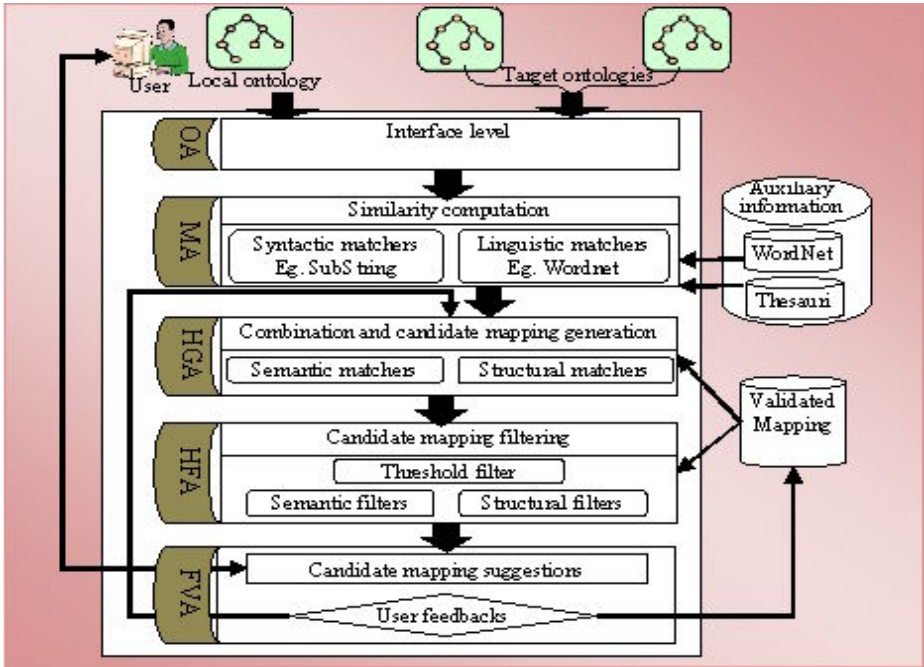 User
Local ontology
Target ontologies
OA
Interface level
MA
Similarity computation
Syntactic matchers
Eg. SubString
Linguistic matchers
Eg. Wordnet
Auxiliary
information
WordNet
Thesauri
HGA
Combination and candidate mapping generation
Semantic matchers
Structural matchers
Validated
Mapping
HFA
Candidate mapping filtering
Threshold filter
Semantic filters
Structural filters
FVA
Candidate mapping suggestions
User feedbacks